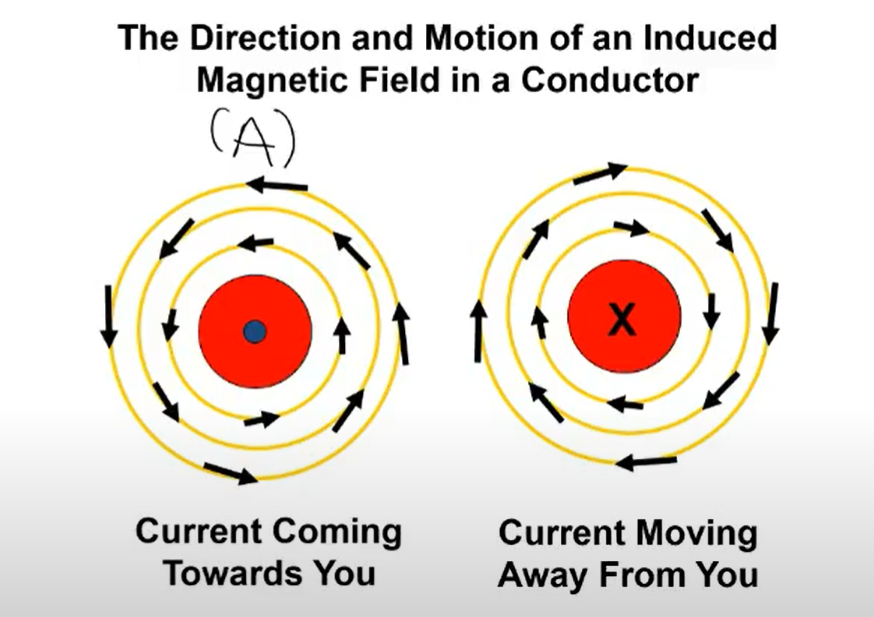 The Direction and Motion of an Induced
Magnetic Field in a Conductor
(A)
X
Current Coming
Towards You
Current Moving
Away From You